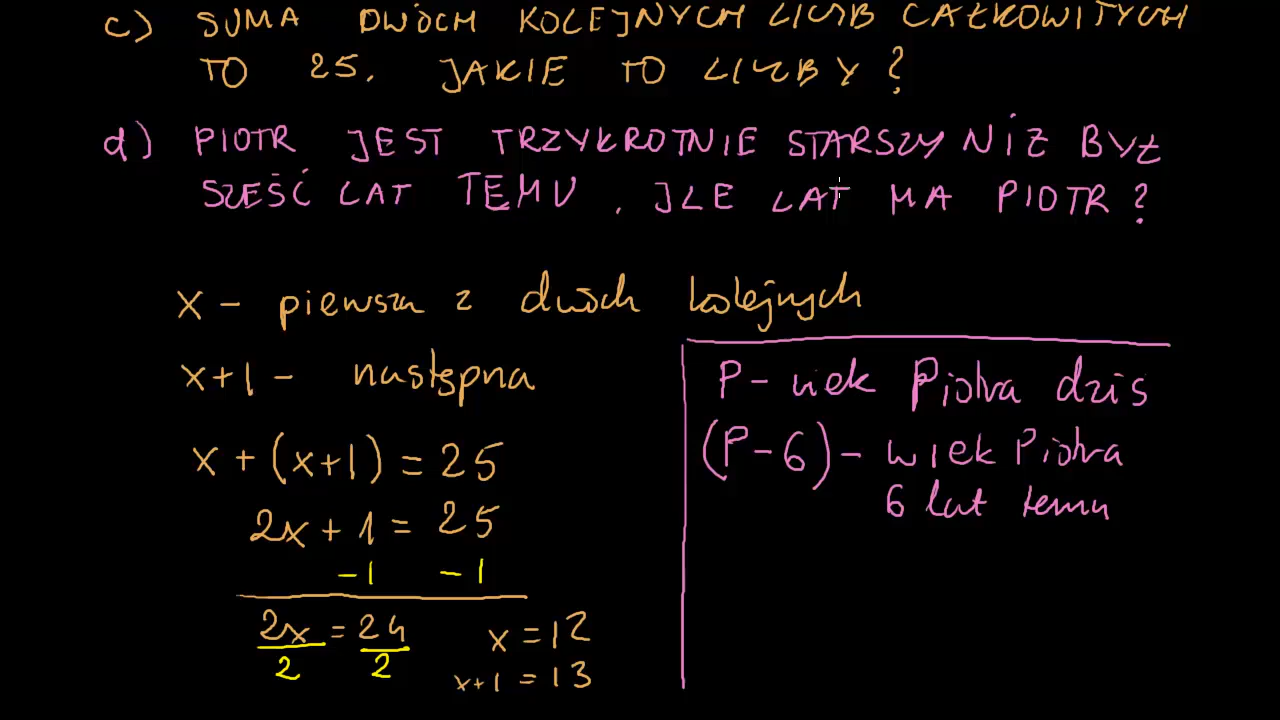 c) SUMA DWÓCH KOLEJNYCH LICZB CAŁKOWITYCH
TO 25. JAKIE TO LICZBY?
d) PIOTR JEST TRZYKROTNIE STARSZY NIŻ BYŁ
SZEŚĆ LAT TEMU. ILE LAT MA PIOTR?
x - pierwsza z dwóch kolejnych
x+1 - następna
x + (x+1) = 25
2x + 1 = 25
-1 -1
2x = 24
2 2
x = 12
x+1 = 13
P - wiek Piotra dziś
(P-6) - wiek Piotra
6 lat temu